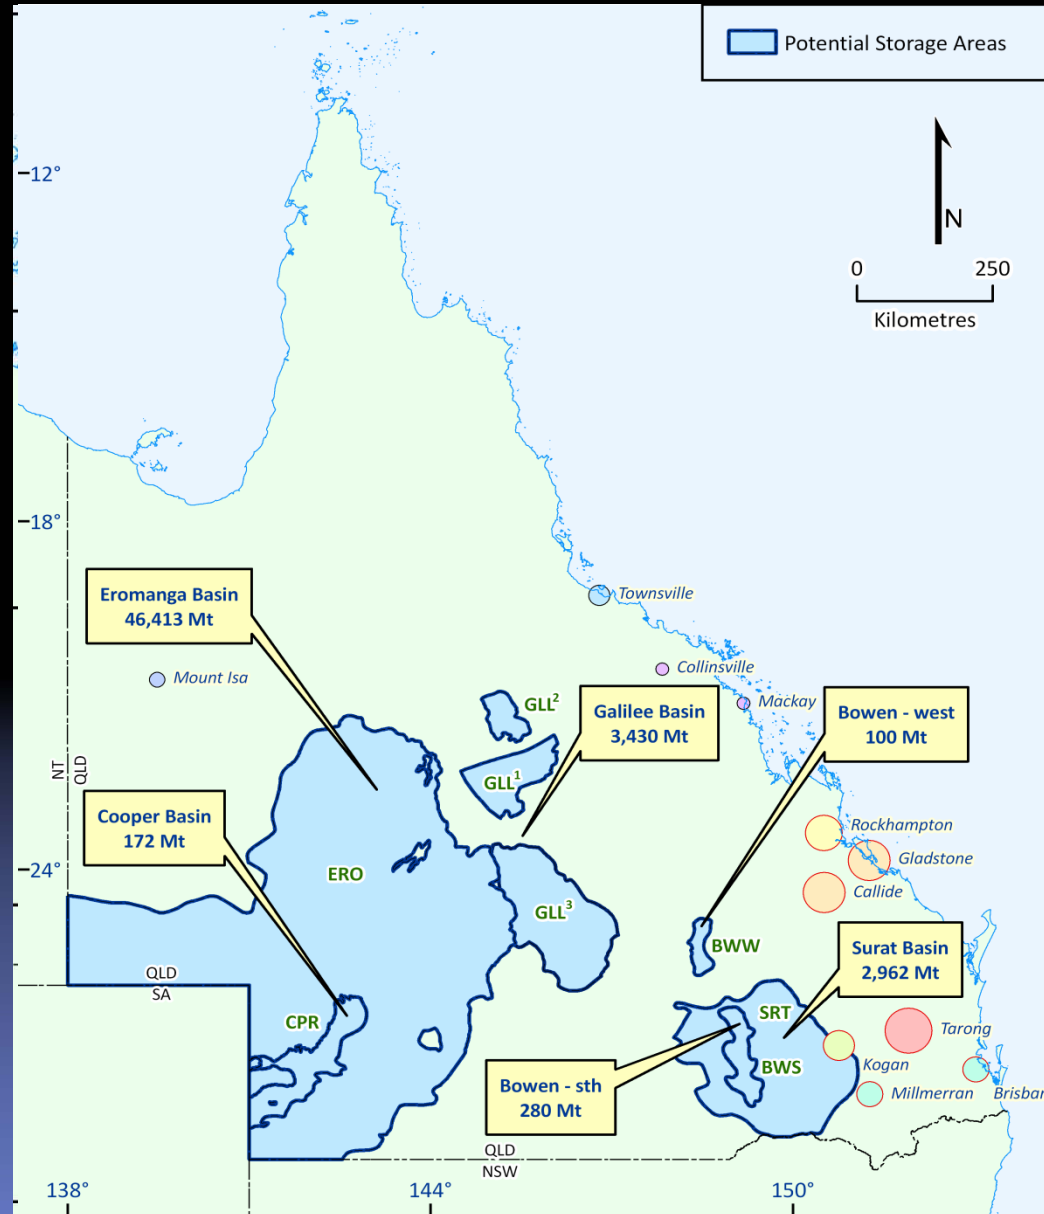 Potential Storage Areas
12°
N
0 250
Kilometres
18°
Townsville
Eromanga Basin
46,413 Mt
Collinsville
Mount Isa
Mackay
GLL²
Galilee Basin
3,430 Mt
Bowen - west
100 Mt
NT
QLD
GLL¹
Cooper Basin
172 Mt
Rockhampton
Gladstone
24°
ERO
Callide
GLL³
BWW
Surat Basin
2,962 Mt
QLD
SA
CPR
SRT
Tarong
Kogan
BWS
Bowen - sth
280 Mt
Millmerran
Brisban
QLD
NSW
138° 144° 150°